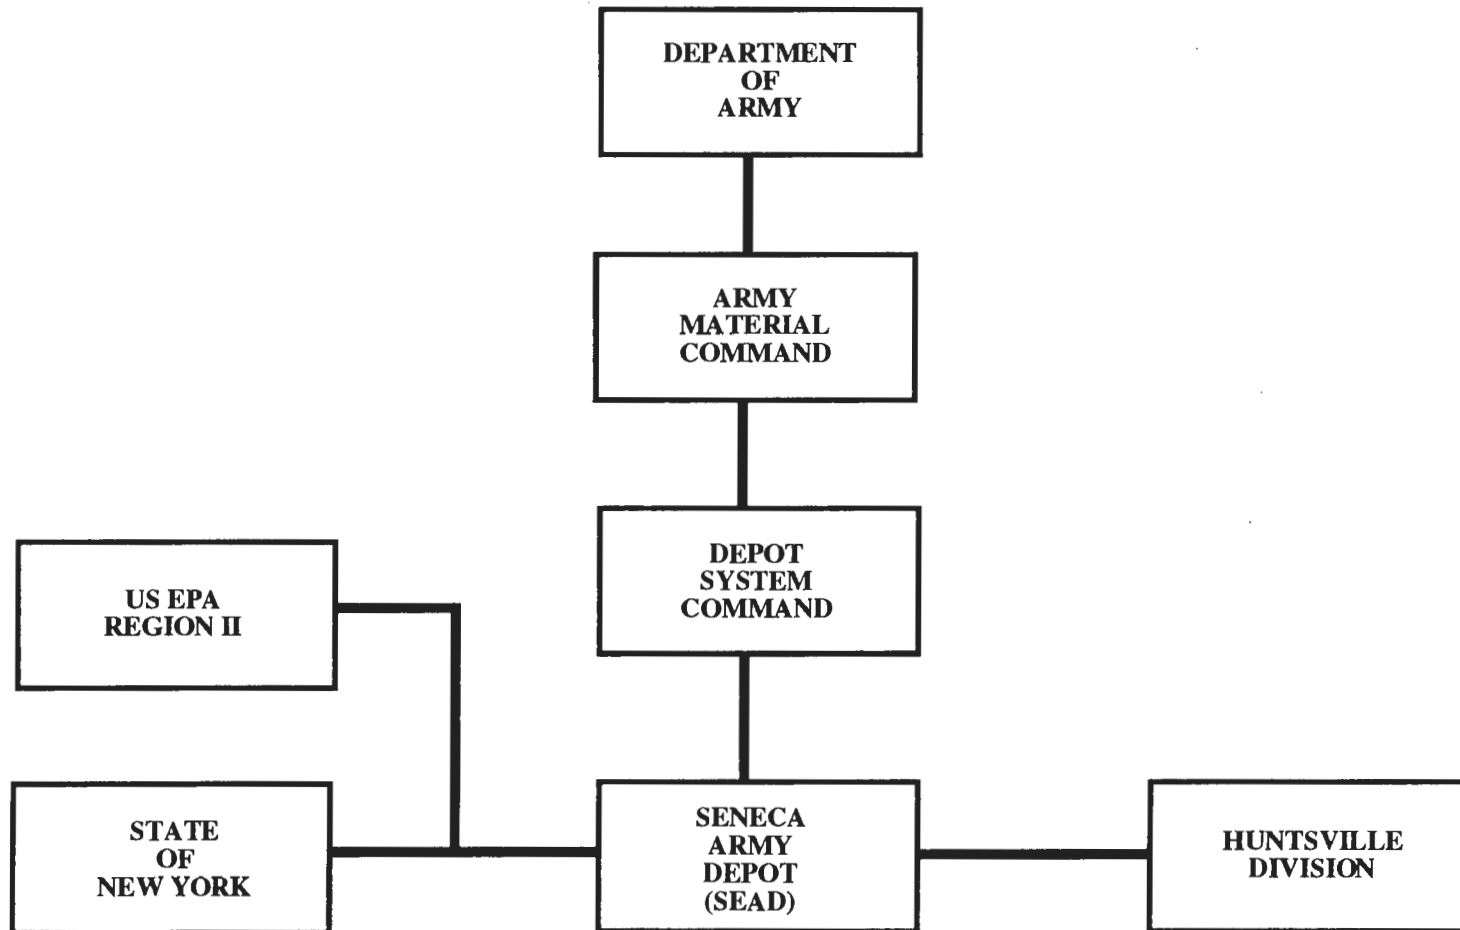 DEPARTMENT
OF
ARMY
ARMY
MATERIAL
COMMAND
DEPOT
SYSTEM
COMMAND
US EPA
REGION II
STATE
OF
NEW YORK
SENECA
ARMY
DEPOT
(SEAD)
HUNTSVILLE
DIVISION